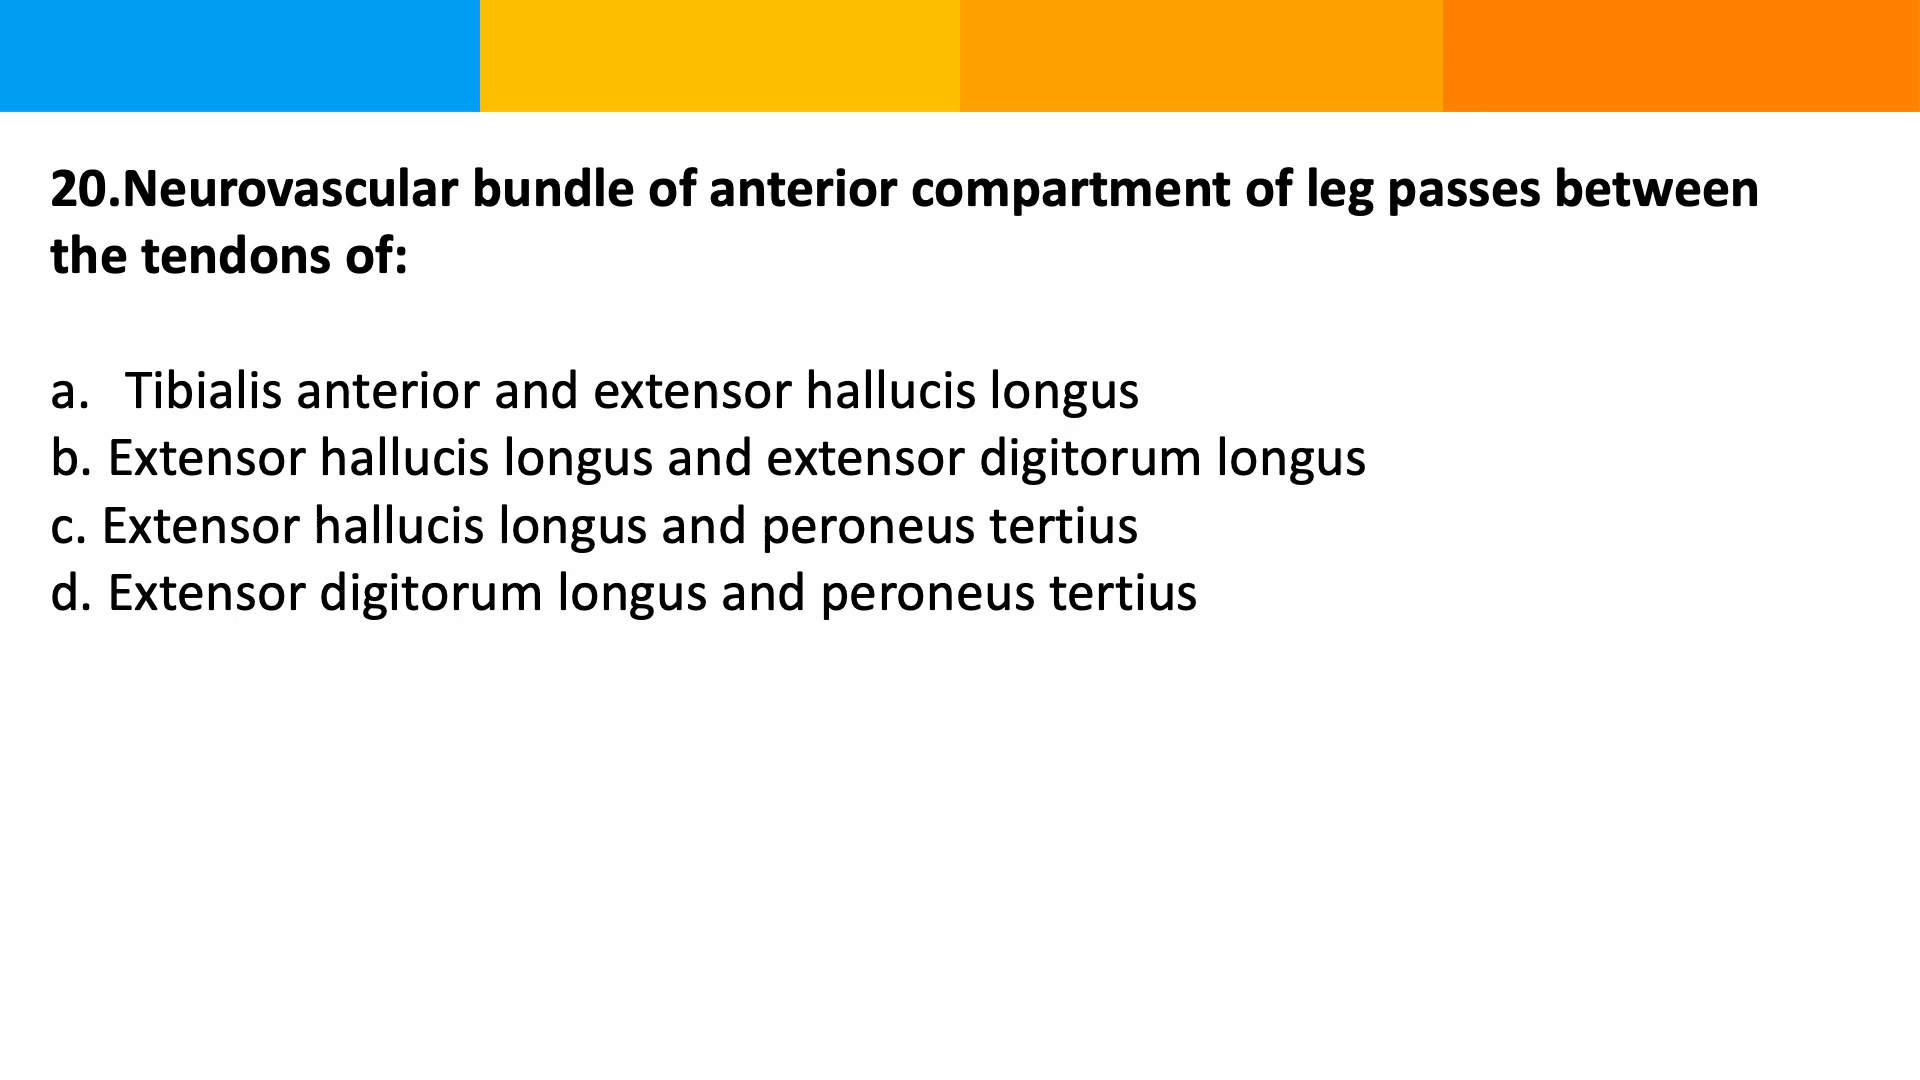 20.Neurovascular bundle of anterior compartment of leg passes between
the tendons of:
a. Tibialis anterior and extensor hallucis longus
b. Extensor hallucis longus and extensor digitorum longus
c. Extensor hallucis longus and peroneus tertius
d. Extensor digitorum longus and peroneus tertius